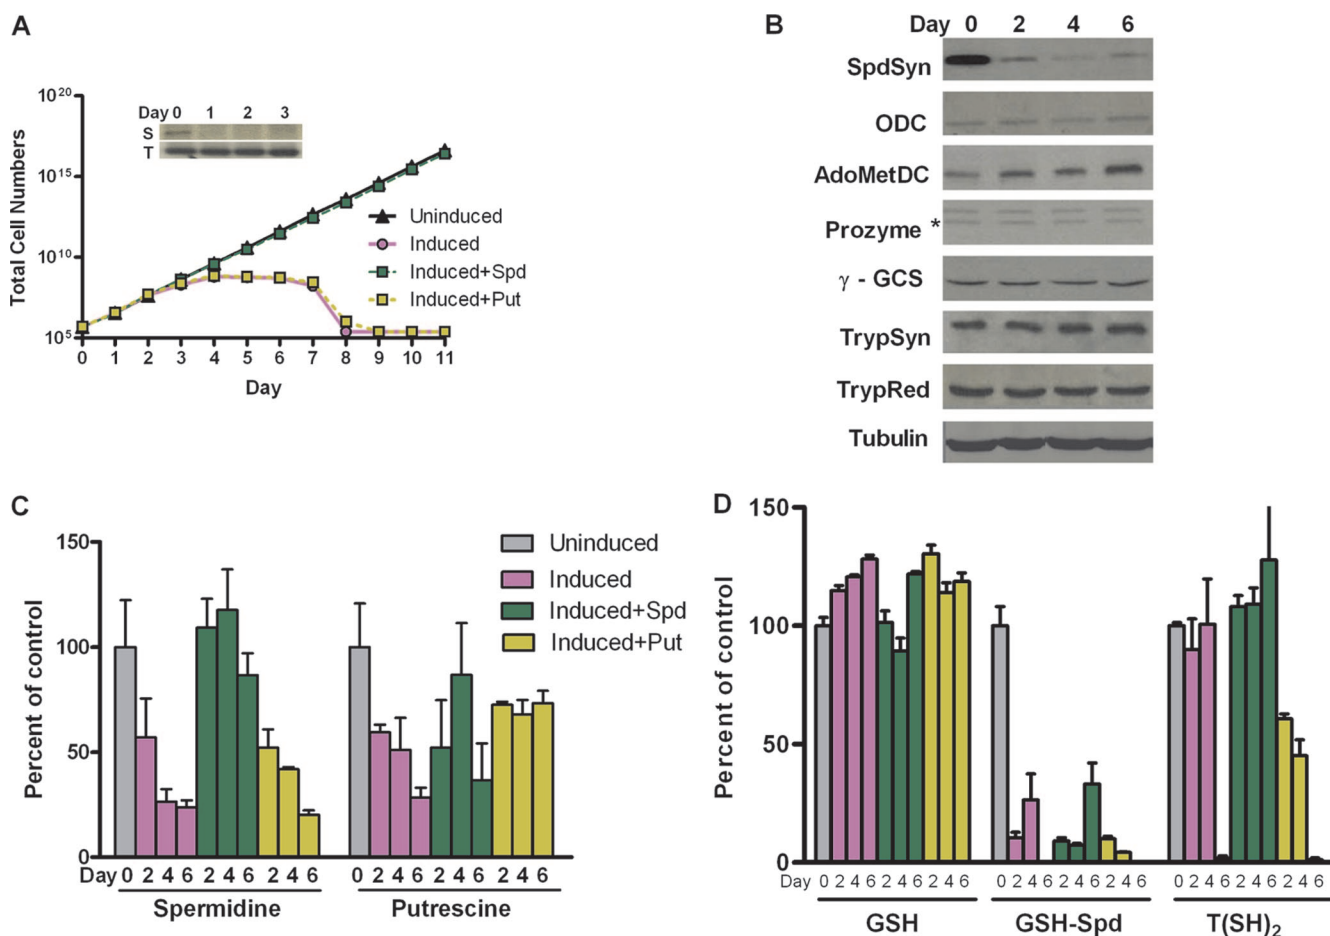 A
Total Cell Numbers
10^20
10^15
10^10
10^5
Day 0 1 2 3
S
T
Uninduced
Induced
Induced+Spd
Induced+Put
0 1 2 3 4 5 6 7 8 9 10 11
Day
B
Day 0 2 4 6
SpdSyn
ODC
AdoMetDC
Prozyme *
γ - GCS
TrypSyn
TrypRed
Tubulin
C
Percent of control
150
100
50
0
Uninduced
Induced
Induced+Spd
Induced+Put
Day 0 2 4 6 2 4 6 2 4 6 0 2 4 6 2 4 6 2 4 6
Spermidine Putrescine
D
Percent of control
150
100
50
0
Day 0 2 4 6 2 4 6 2 4 6 0 2 4 6 2 4 6 2 4 6 0 2 4 6 2 4 6 2 4 6
GSH GSH-Spd T(SH)₂